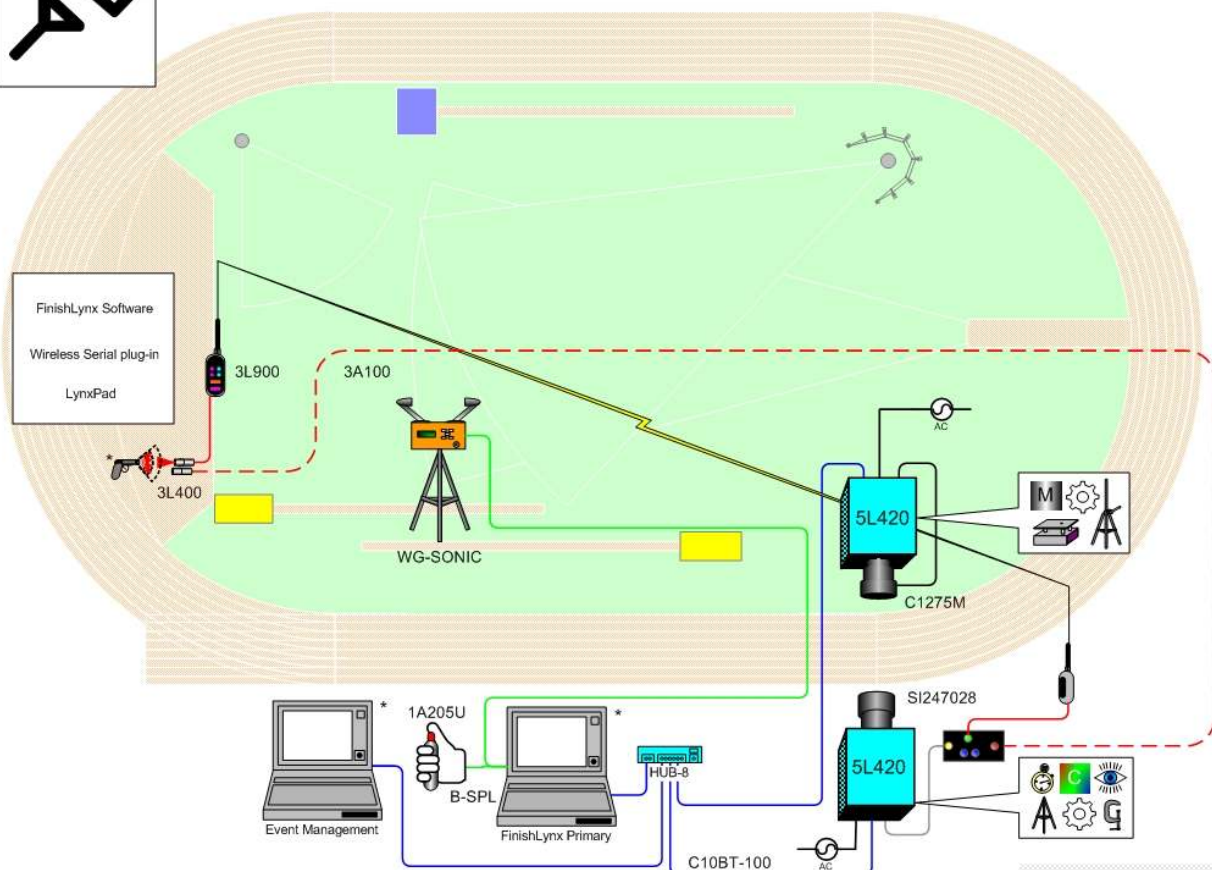 FinishLynx Software
Wireless Serial plug-in
LynxPad
3L900
3A100
*
3L400
WG-SONIC
AC
5L420
M
C1275M
SI247028
*
1A205U
*
HUB-8
B-SPL
5L420
C
Event Management
FinishLynx Primary
C10BT-100
AC